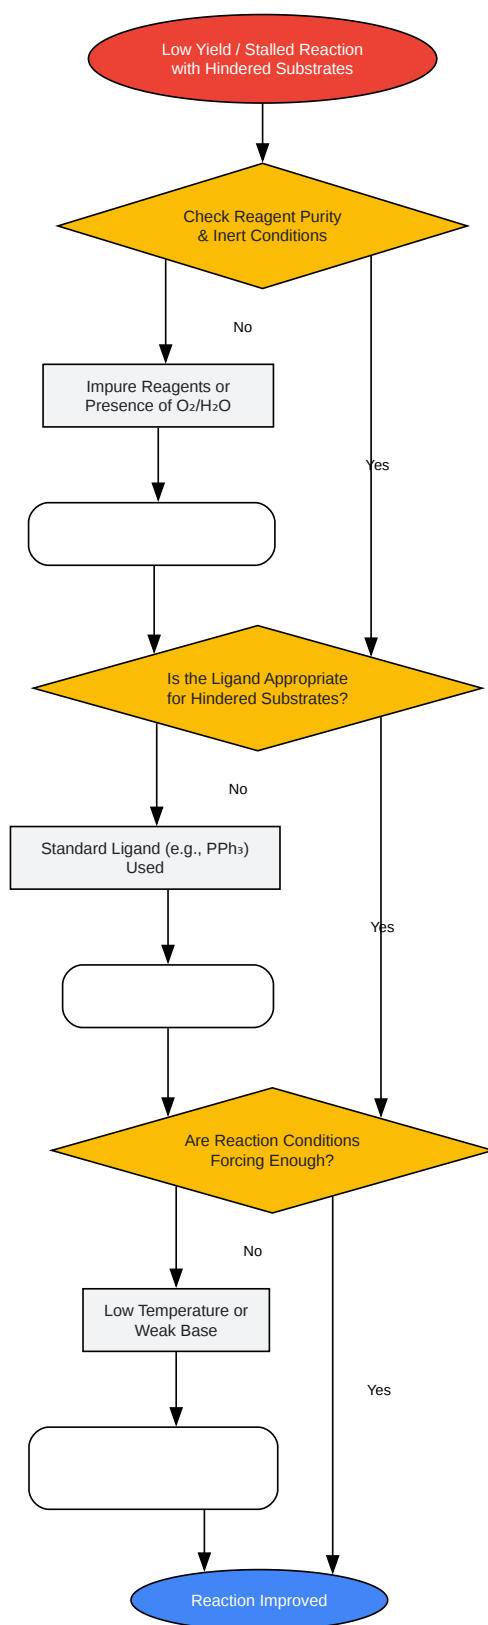 Low Yield / Stalled Reaction
with Hindered Substrates
Check Reagent Purity
& Inert Conditions
No
Impure Reagents or
Presence of O₂/H₂O
Yes
Is the Ligand Appropriate
for Hindered Substrates?
No
Standard Ligand (e.g., PPh₃)
Used
Yes
Are Reaction Conditions
Forcing Enough?
No
Low Temperature or
Weak Base
Yes
Reaction Improved